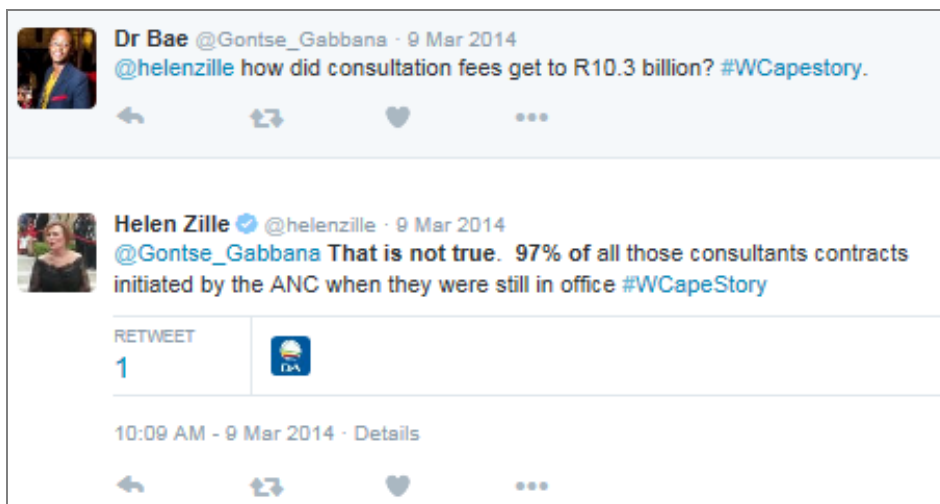 Dr Bae @Gontse_Gabbana · 9 Mar 2014
@helenzille how did consultation fees get to R10.3 billion? #WCapestory.
Helen Zille @helenzille · 9 Mar 2014
@Gontse_Gabbana That is not true. 97% of all those consultants contracts
initiated by the ANC when they were still in office #WCapeStory
RETWEET
1
DA
10:09 AM - 9 Mar 2014 · Details